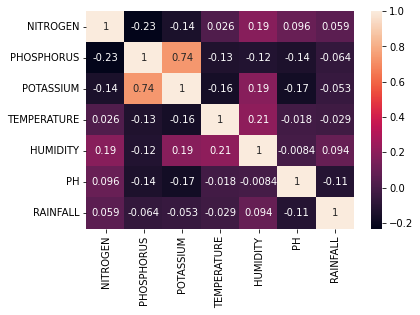 NITROGEN 1 -0.23 -0.14 0.026 0.19 0.096 0.059
PHOSPHORUS -0.23 1 0.74 -0.13 -0.12 -0.14 -0.064
POTASSIUM -0.14 0.74 1 -0.16 0.19 -0.17 -0.053
TEMPERATURE 0.026 -0.13 -0.16 1 0.21 -0.018 -0.029
HUMIDITY 0.19 -0.12 0.19 0.21 1 -0.0084 0.094
PH 0.096 -0.14 -0.17 -0.018 -0.0084 1 -0.11
RAINFALL 0.059 -0.064 -0.053 -0.029 0.094 -0.11 1
NITROGEN
PHOSPHORUS
POTASSIUM
TEMPERATURE
HUMIDITY
PH
RAINFALL
1.0
0.8
0.6
0.4
0.2
0.0
-0.2